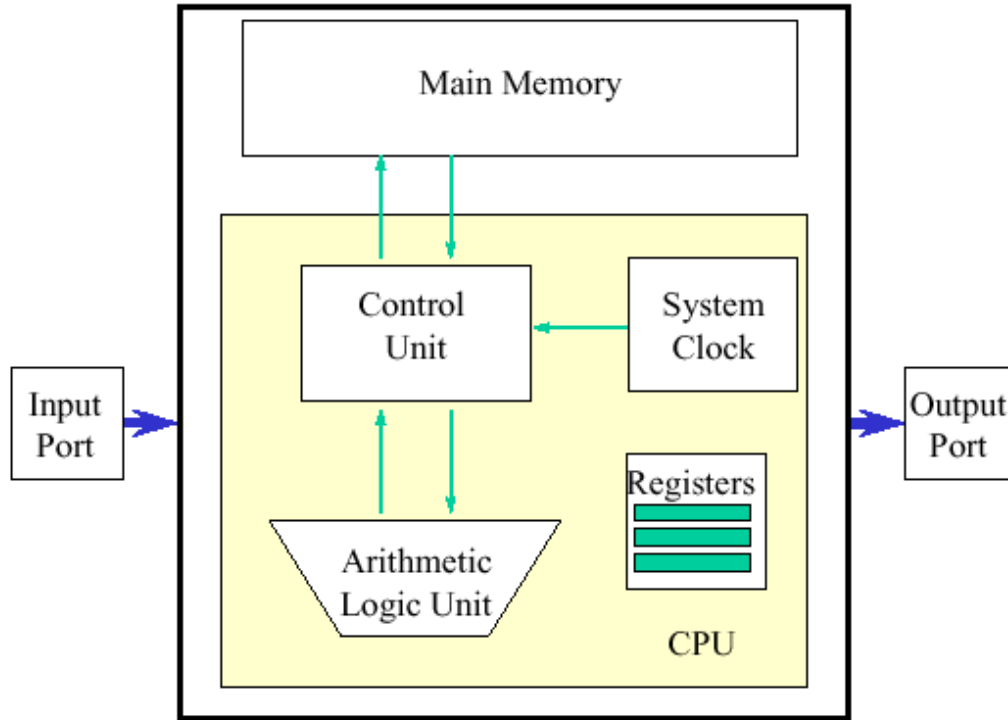 Main Memory
Control
Unit
System
Clock
Input
Port
Output
Port
Registers
Arithmetic
Logic Unit
CPU